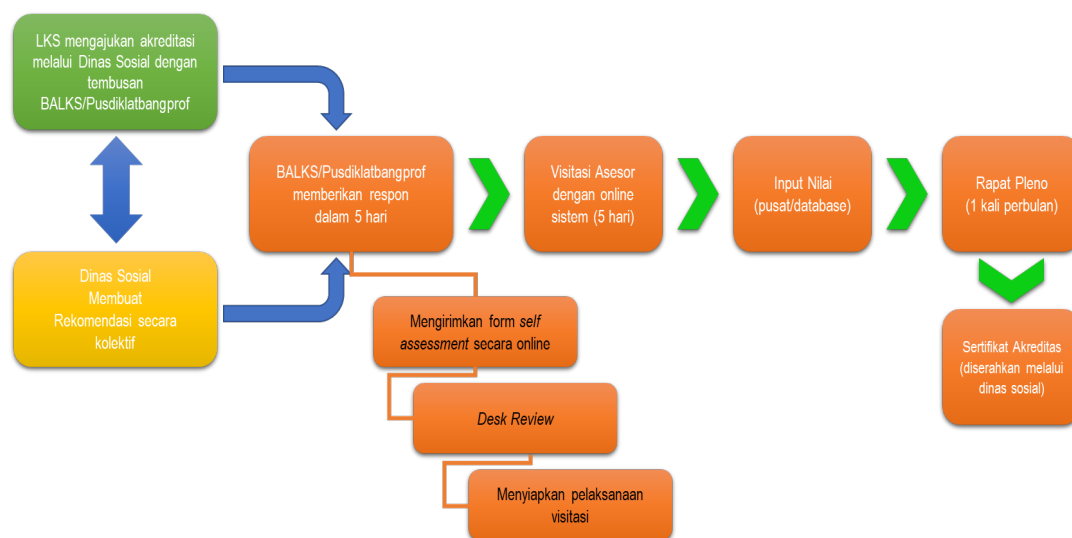 LKS mengajukan akreditasi
melalui Dinas Sosial dengan
tembusan
BALKS/Pusdiklatbangprof
Dinas Sosial
Membuat
Rekomendasi secara
kolektif
BALKS/Pusdiklatbangprof
memberikan respon
dalam 5 hari
Mengirimkan form self
assessment secara online
Desk Review
Menyiapkan pelaksanaan
visitasi
Visitasi Asesor
dengan online
sistem (5 hari)
Input Nilai
(pusat/database)
Rapat Pleno
(1 kali perbulan)
Sertifikat Akreditas
(diserahkan melalui
dinas sosial)